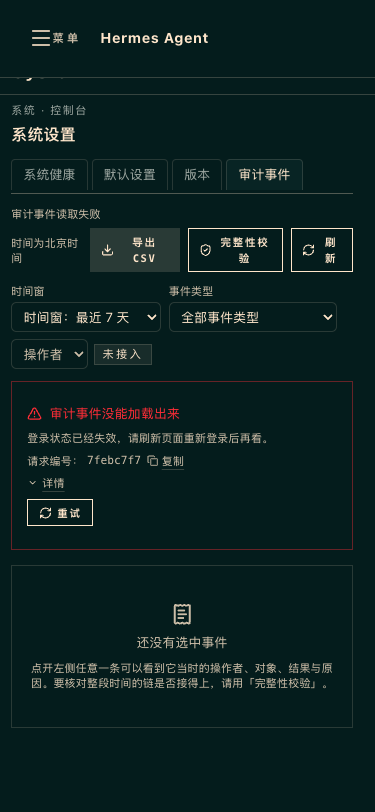 菜单
Hermes Agent
系统 · 控制台
系统设置
系统健康
默认设置
版本
审计事件
审计事件读取失败
时间为北京时
间
导出
CSV
完整性校
验
刷
新
时间窗
事件类型
时间窗：最近 7 天
全部事件类型
操作者
未接入
审计事件没能加载出来
登录状态已经失效，请刷新页面重新登录后再看。
请求编号： 7febc7f7 复制
详情
重试
还没有选中事件
点开左侧任意一条可以看到它当时的操作者、对象、结果与原
因。要核对整段时间的链是否接得上，请用「完整性校验」。